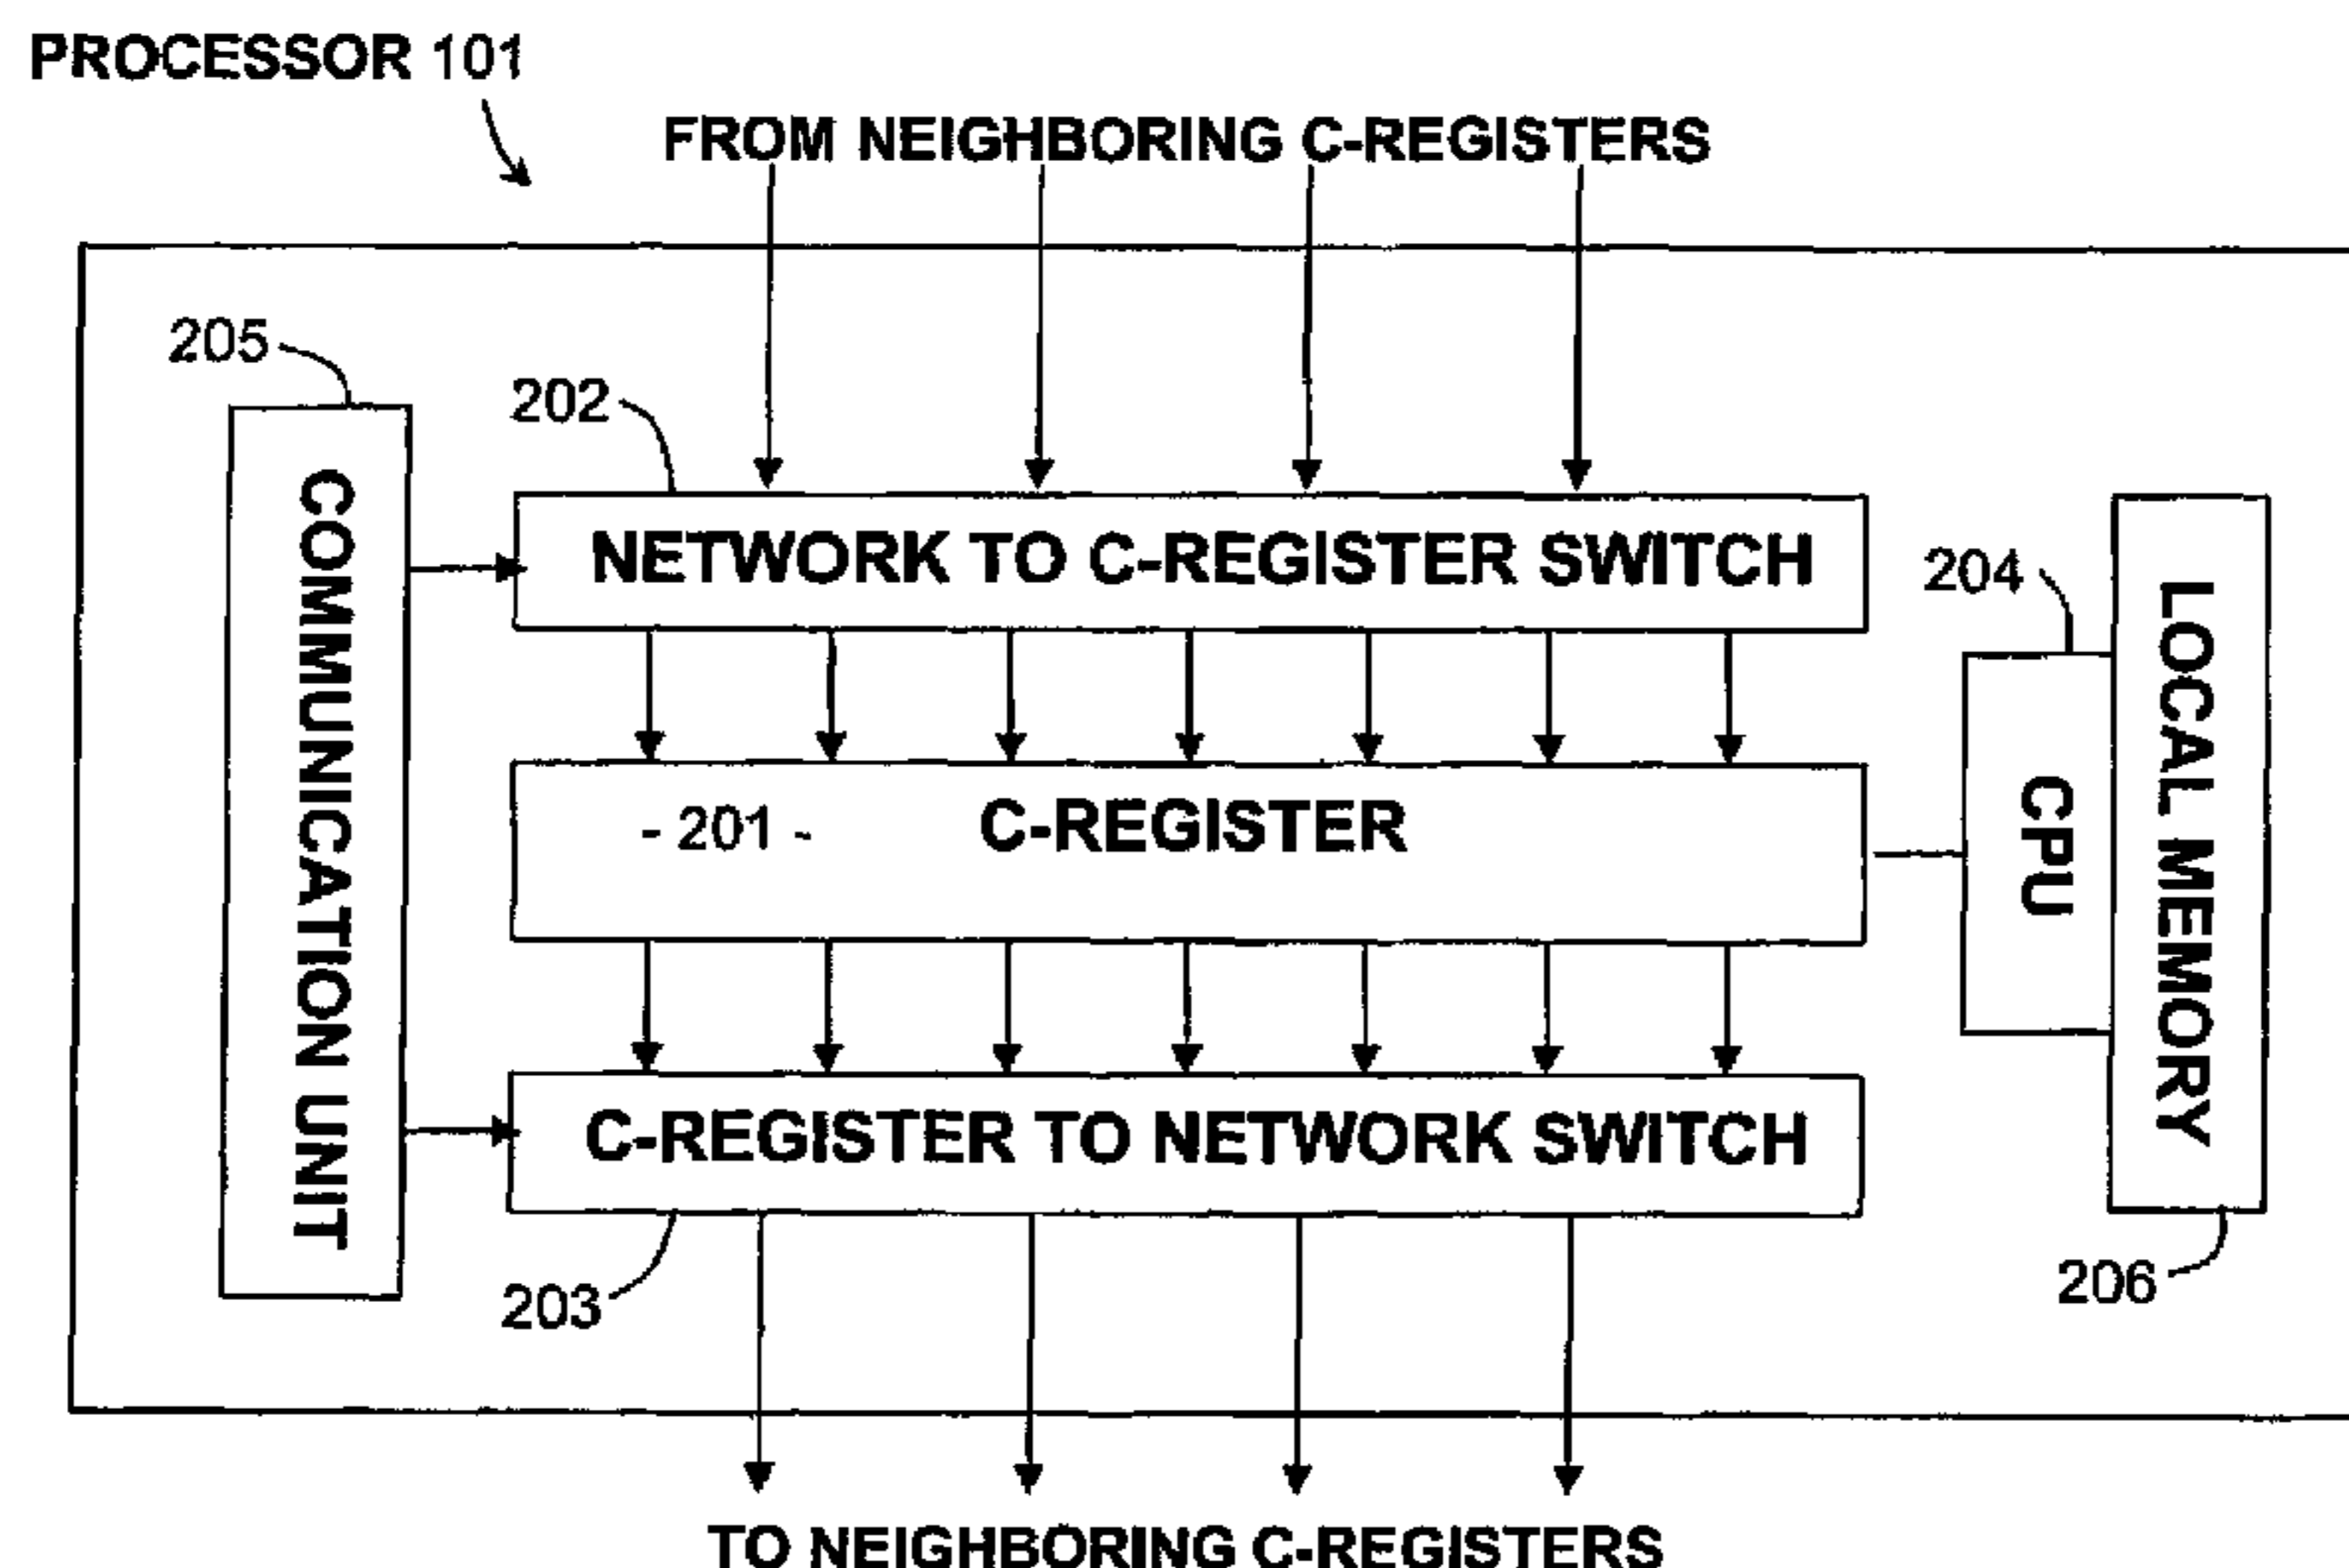 PROCESSOR 101
FROM NEIGHBORING C-REGISTERS
205
202
NETWORK TO C-REGISTER SWITCH
204
COMMUNICATION UNIT
- 201 -
C-REGISTER
CPU
LOCAL MEMORY
C-REGISTER TO NETWORK SWITCH
203
206
TO NEIGHBORING C-REGISTERS